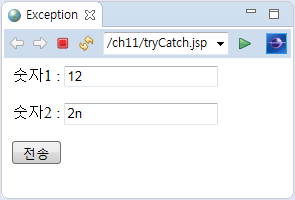 Exception
/ch11/tryCatch.jsp
숫자1 : 12
숫자2 : 2n
전송